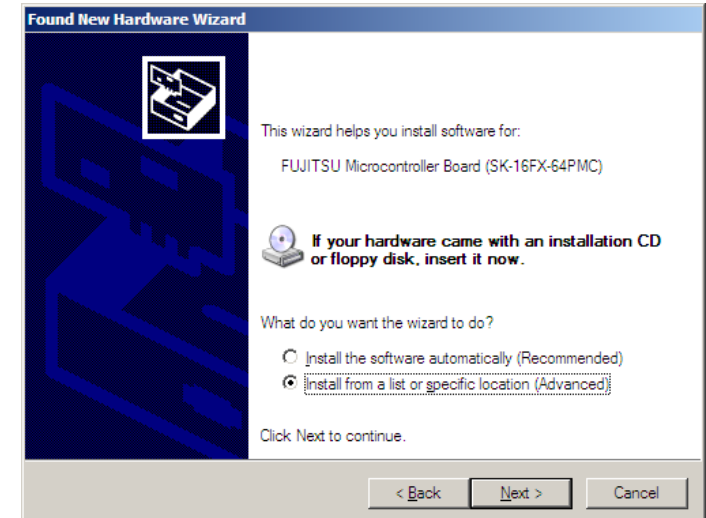 Found New Hardware Wizard
This wizard helps you install software for:
FUJITSU Microcontroller Board (SK-16FX-64PMC)
If your hardware came with an installation CD
or floppy disk, insert it now.
What do you want the wizard to do?
Install the software automatically (Recommended)
Install from a list or specific location (Advanced)
Click Next to continue.
< Back Next > Cancel